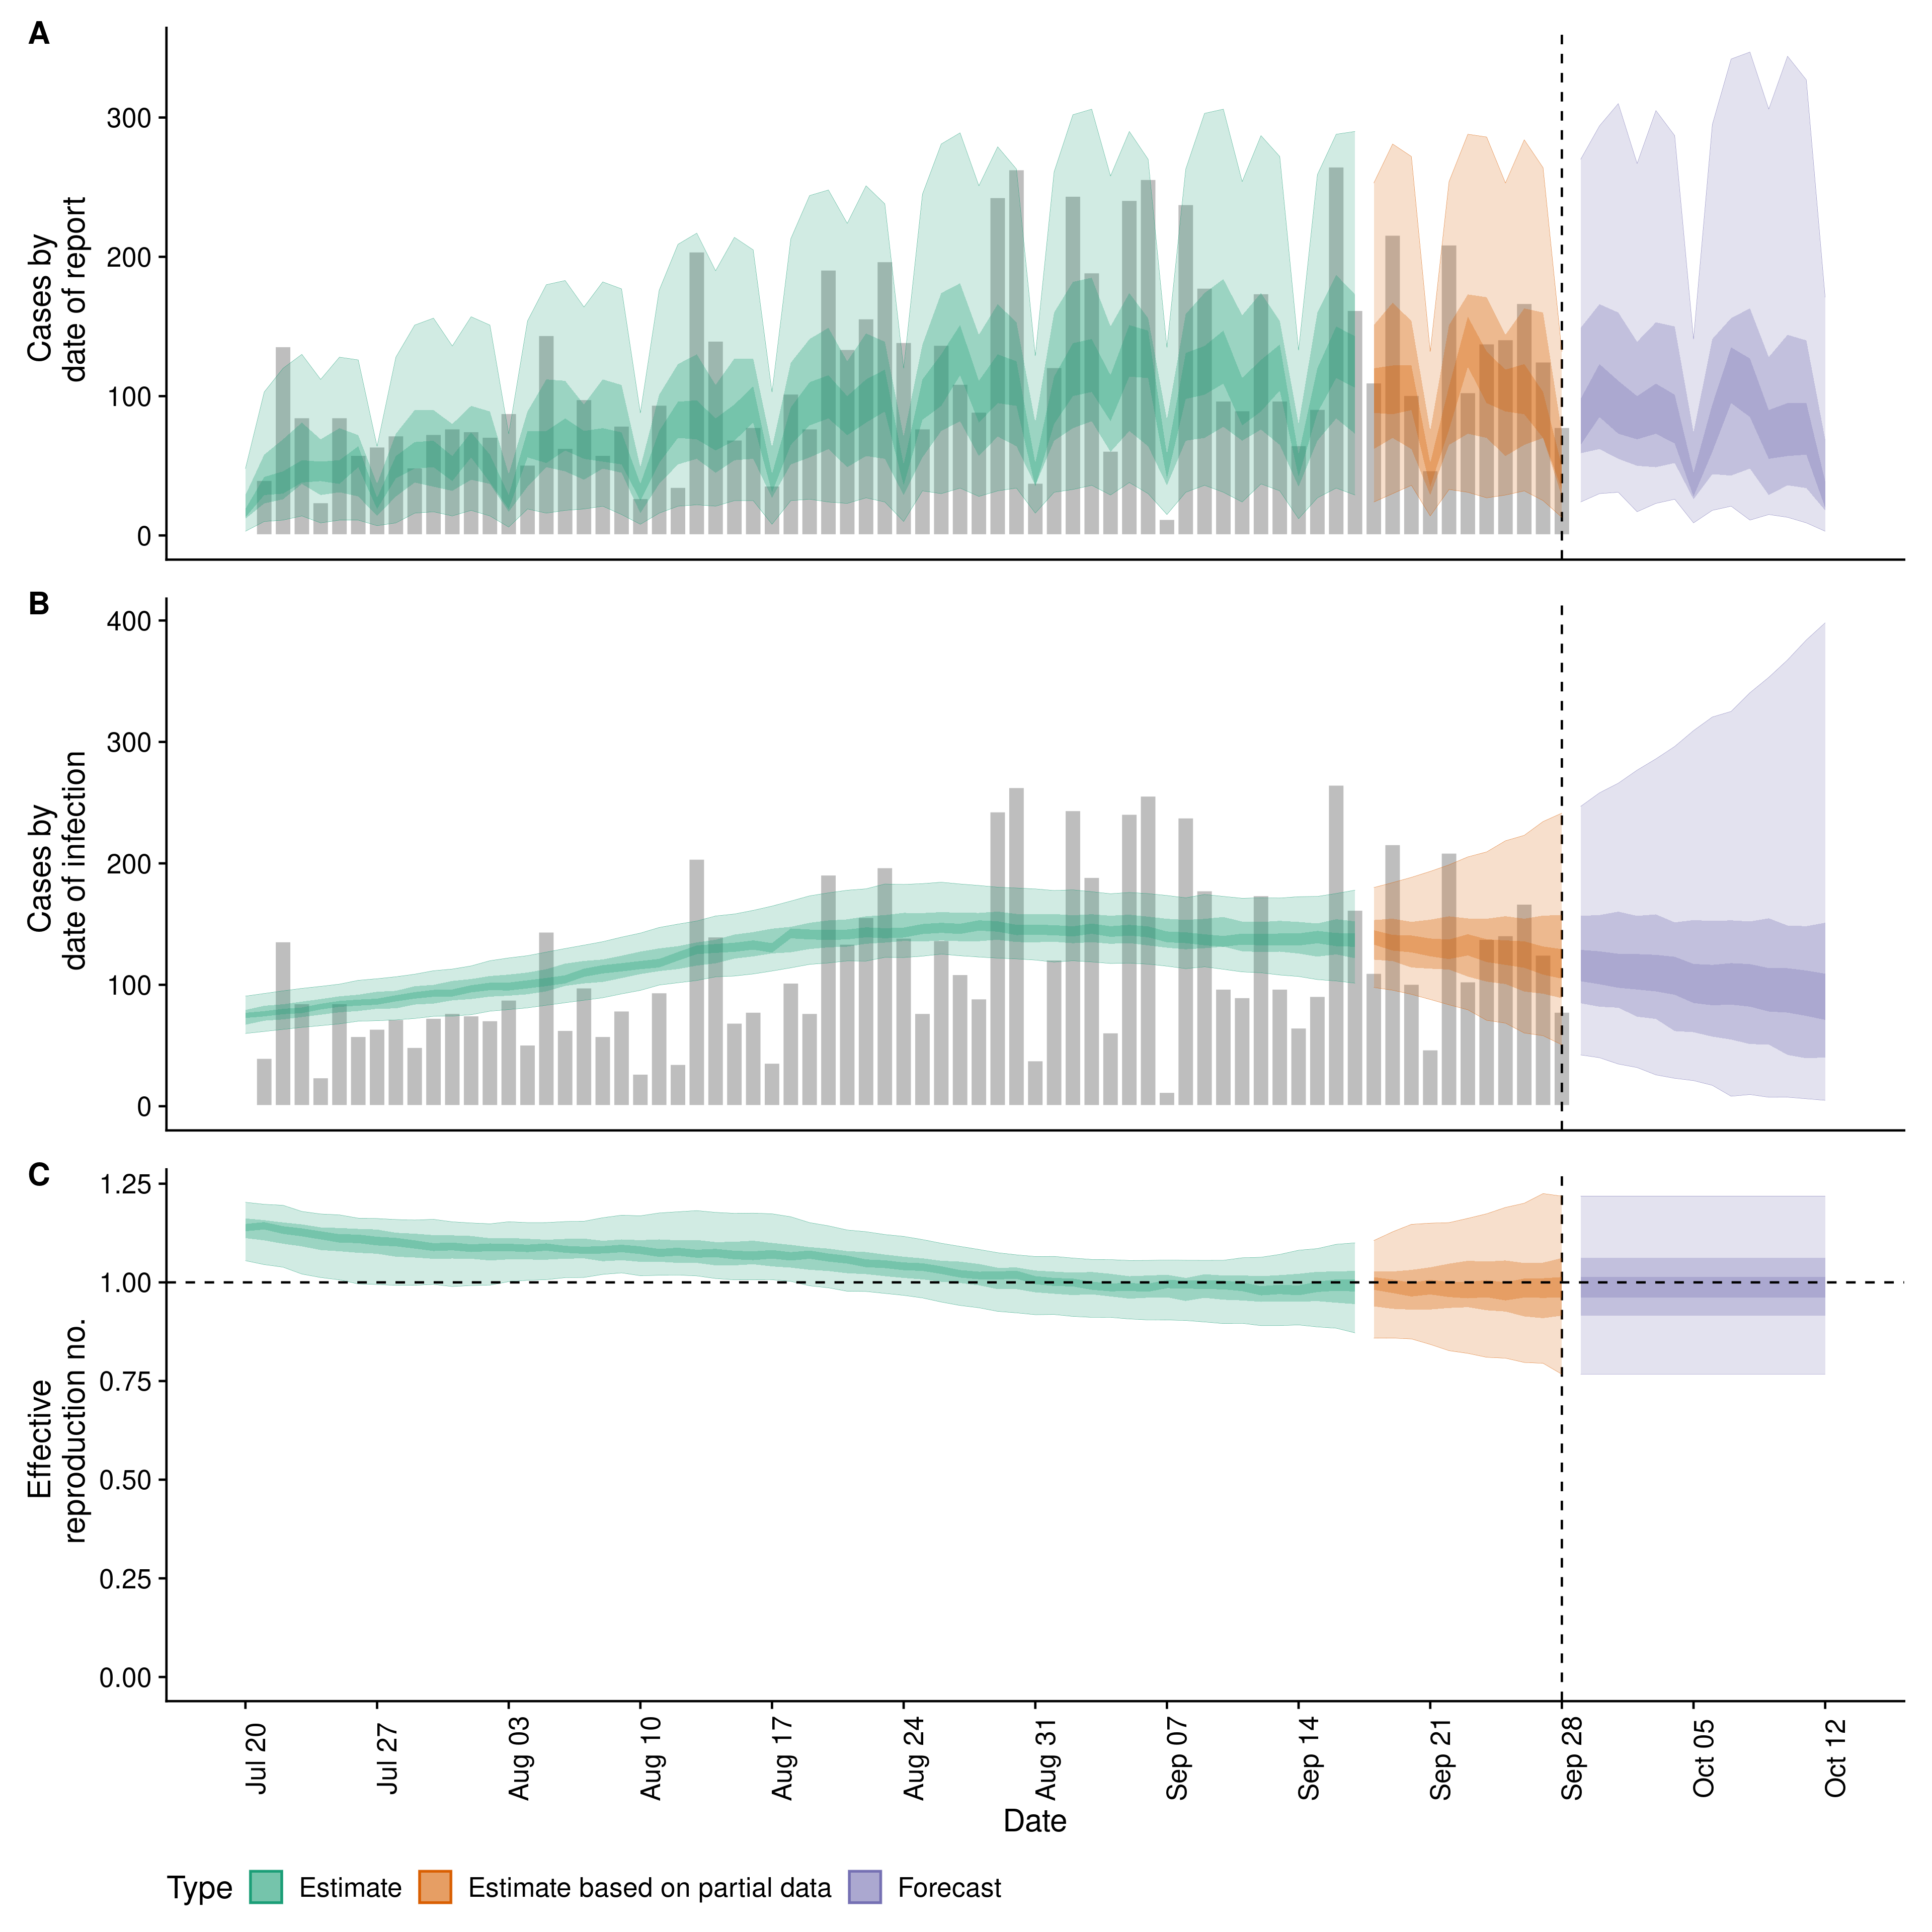 A
Cases by
date of report
300
200
100
0
B
Cases by
date of infection
400
300
200
100
0
C
Effective
reproduction no.
1.25
1.00
0.75
0.50
0.25
0.00
Jul 20
Jul 27
Aug 03
Aug 10
Aug 17
Aug 24
Aug 31
Sep 07
Sep 14
Sep 21
Sep 28
Oct 05
Oct 12
Date
Type Estimate Estimate based on partial data Forecast